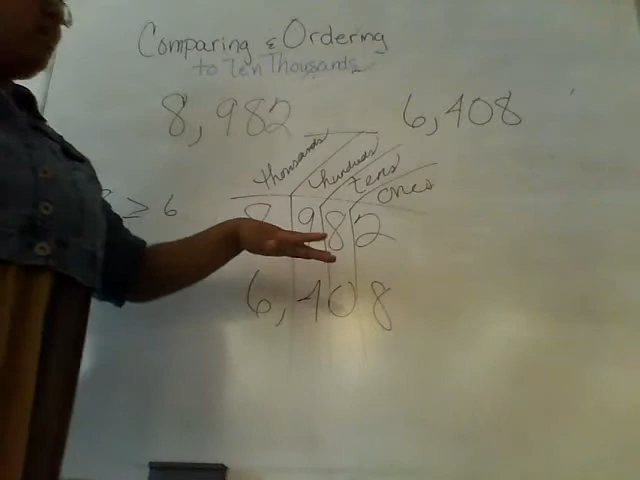 Comparing & Ordering
to Ten Thousands
8,982 6,408
thousands hundreds tens ones
≥ 6
8 9 8 2
6,408